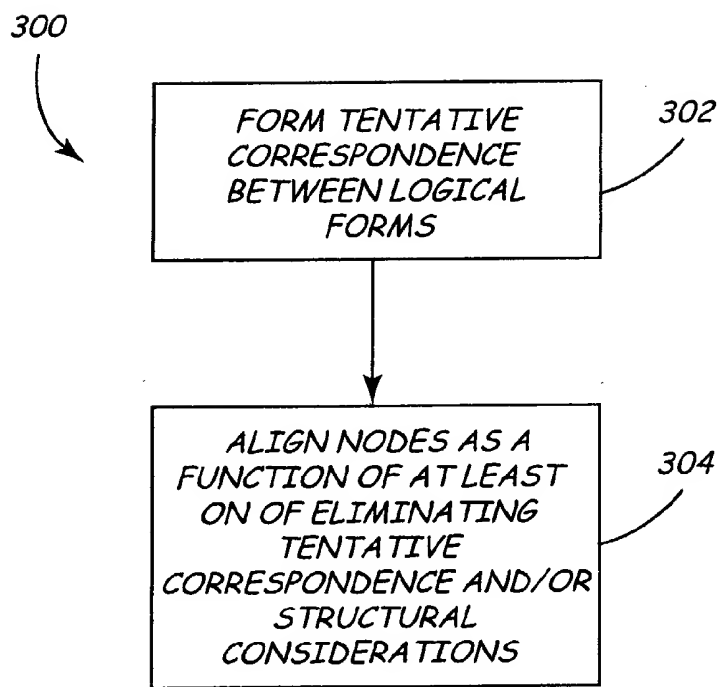 300
FORM TENTATIVE
CORRESPONDENCE
BETWEEN LOGICAL
FORMS
302
ALIGN NODES AS A
FUNCTION OF AT LEAST
ON OF ELIMINATING
TENTATIVE
CORRESPONDENCE AND/OR
STRUCTURAL
CONSIDERATIONS
304